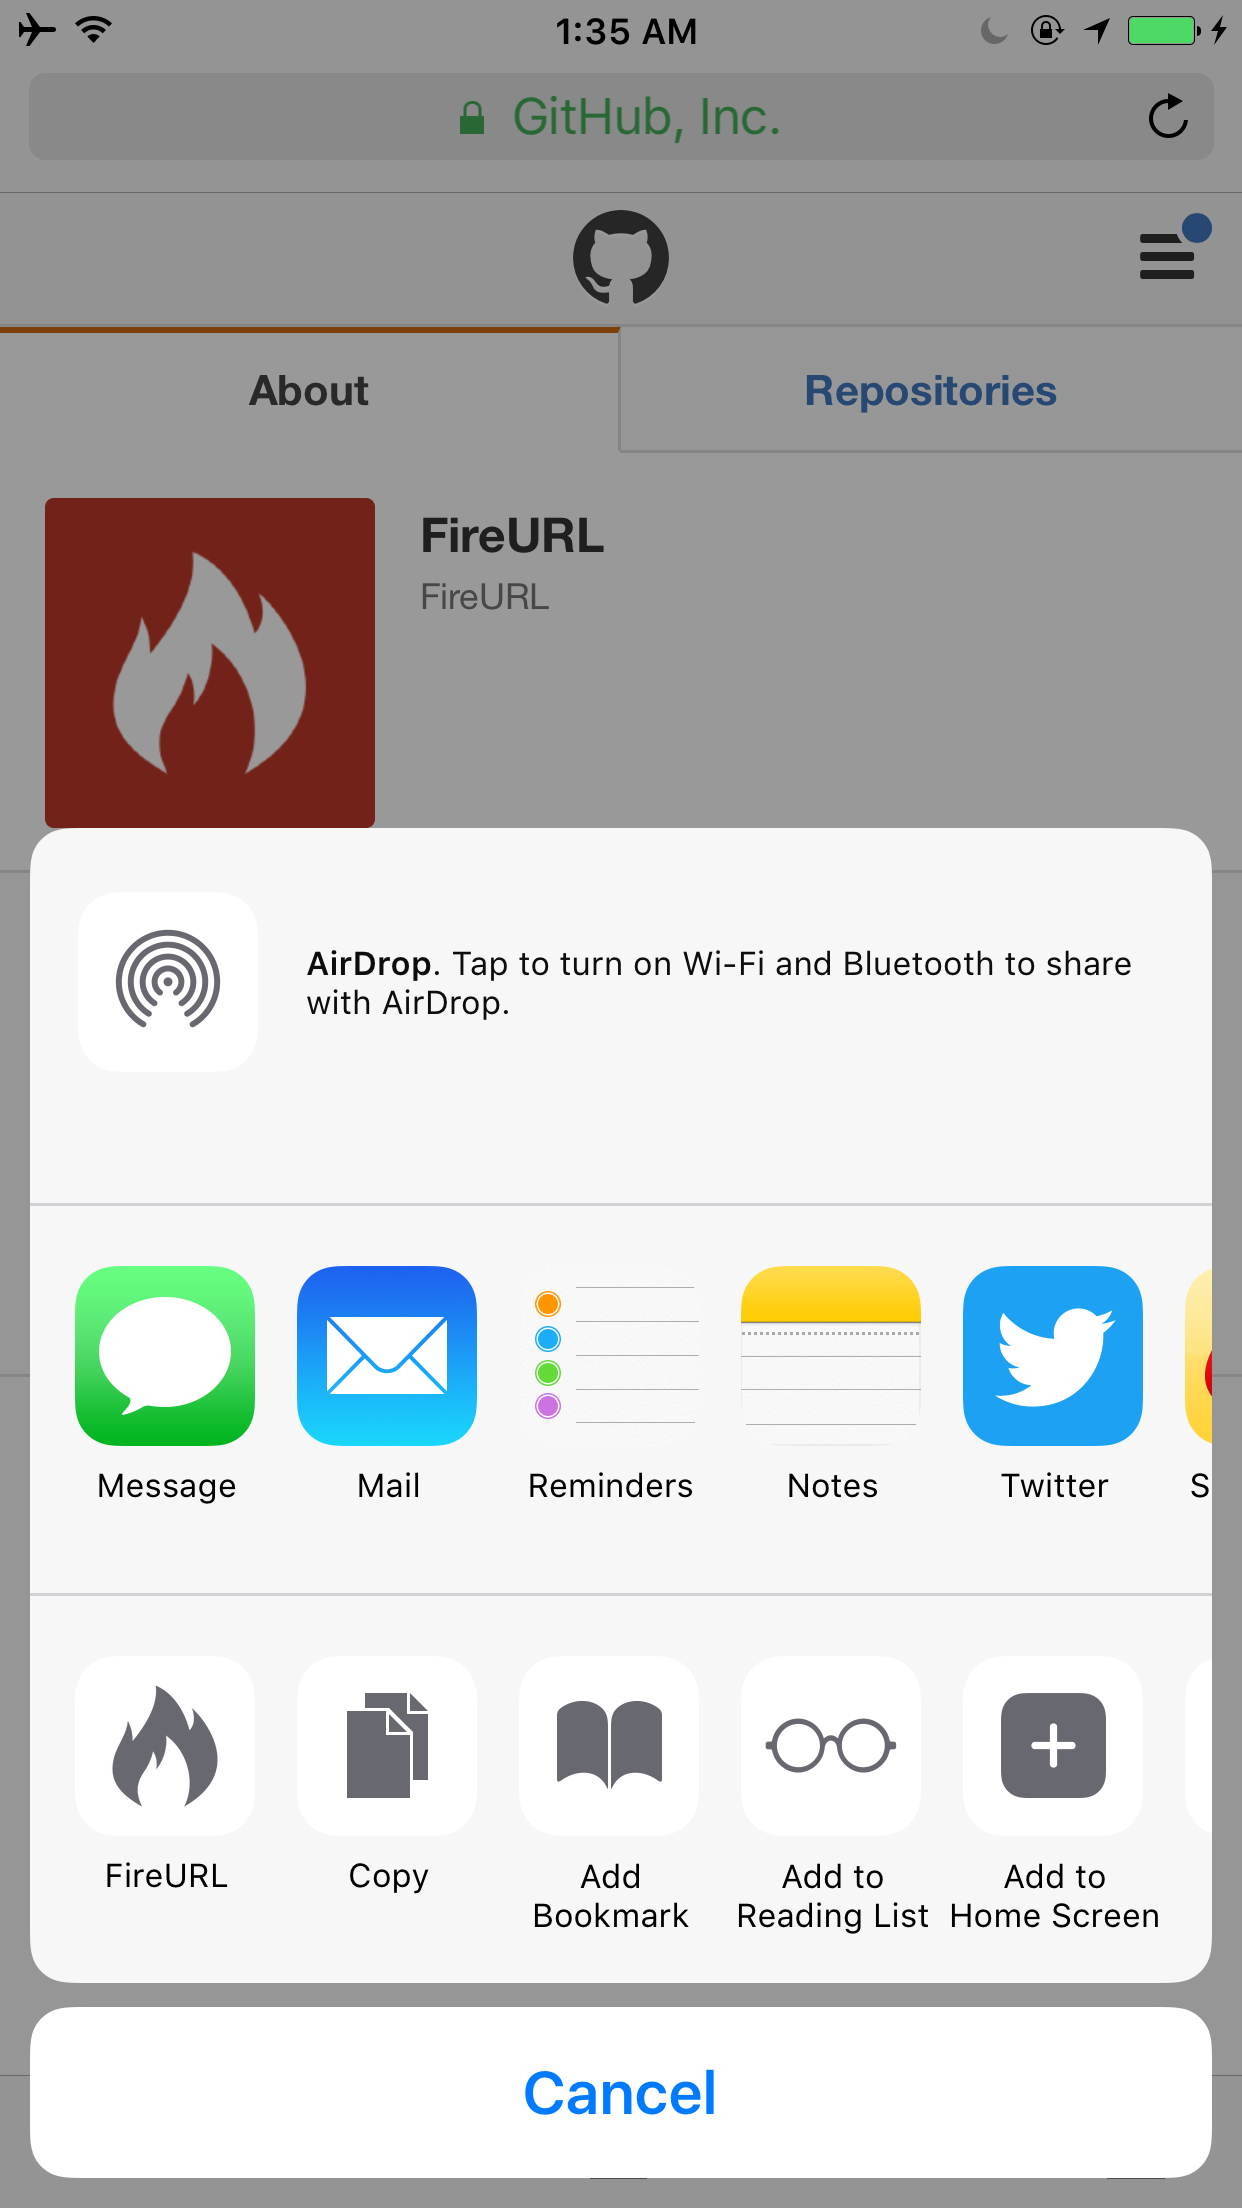 1:35 AM
GitHub, Inc.
About
Repositories
FireURL
FireURL
AirDrop. Tap to turn on Wi-Fi and Bluetooth to share
with AirDrop.
Message
Mail
Reminders
Notes
Twitter
S
FireURL
Copy
Add
Bookmark
Add to
Reading List
Add to
Home Screen
Cancel